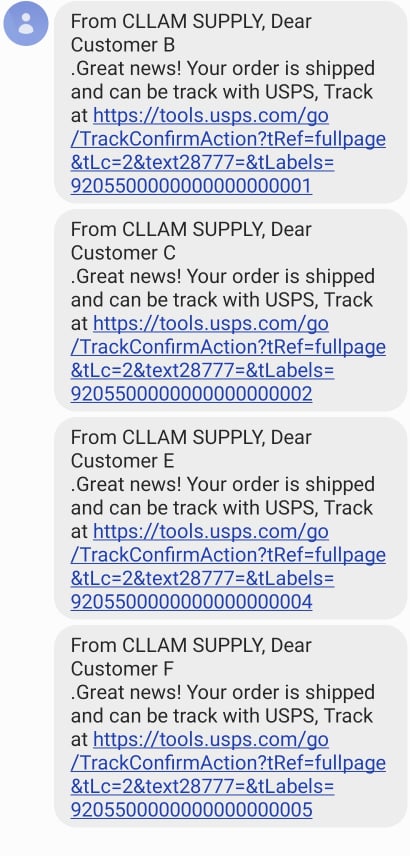 From CLLAM SUPPLY, Dear
Customer B
.Great news! Your order is shipped
and can be track with USPS, Track
at https://tools.usps.com/go
/TrackConfirmAction?tRef=fullpage
&tLc=2&text28777=&tLabels=
9205500000000000000001
From CLLAM SUPPLY, Dear
Customer C
.Great news! Your order is shipped
and can be track with USPS, Track
at https://tools.usps.com/go
/TrackConfirmAction?tRef=fullpage
&tLc=2&text28777=&tLabels=
9205500000000000000002
From CLLAM SUPPLY, Dear
Customer E
.Great news! Your order is shipped
and can be track with USPS, Track
at https://tools.usps.com/go
/TrackConfirmAction?tRef=fullpage
&tLc=2&text28777=&tLabels=
9205500000000000000004
From CLLAM SUPPLY, Dear
Customer F
.Great news! Your order is shipped
and can be track with USPS, Track
at https://tools.usps.com/go
/TrackConfirmAction?tRef=fullpage
&tLc=2&text28777=&tLabels=
9205500000000000000005